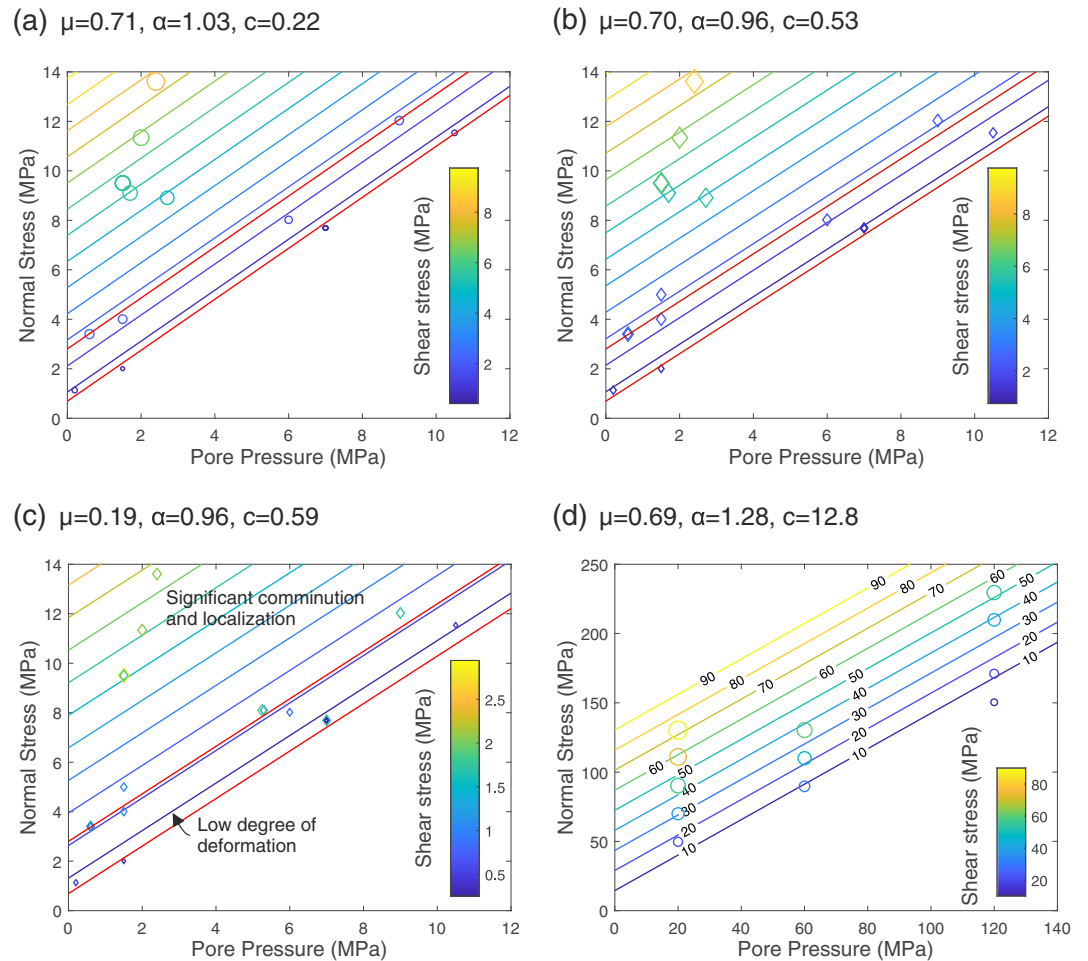 (a) μ=0.71, α=1.03, c=0.22
Normal Stress (MPa)
14
12
10
8
6
4
2
0
0 2 4 6 8 10 12
Pore Pressure (MPa)
Shear stress (MPa)
8
6
4
2
(b) μ=0.70, α=0.96, c=0.53
Normal Stress (MPa)
14
12
10
8
6
4
2
0
0 2 4 6 8 10 12
Pore Pressure (MPa)
Shear stress (MPa)
8
6
4
2
(c) μ=0.19, α=0.96, c=0.59
Normal Stress (MPa)
14
12
10
8
6
4
2
0
0 2 4 6 8 10 12
Pore Pressure (MPa)
Significant comminution
and localization
Low degree of
deformation
Shear stress (MPa)
2.5
2
1.5
1
0.5
(d) μ=0.69, α=1.28, c=12.8
Normal Stress (MPa)
250
200
150
100
50
0
0 20 40 60 80 100 120 140
Pore Pressure (MPa)
90 80 70 60 50 40 30 20 10
90 80 70 60 50 40 30 20 10
60 50 40 30 20 10
Shear stress (MPa)
80
60
40
20